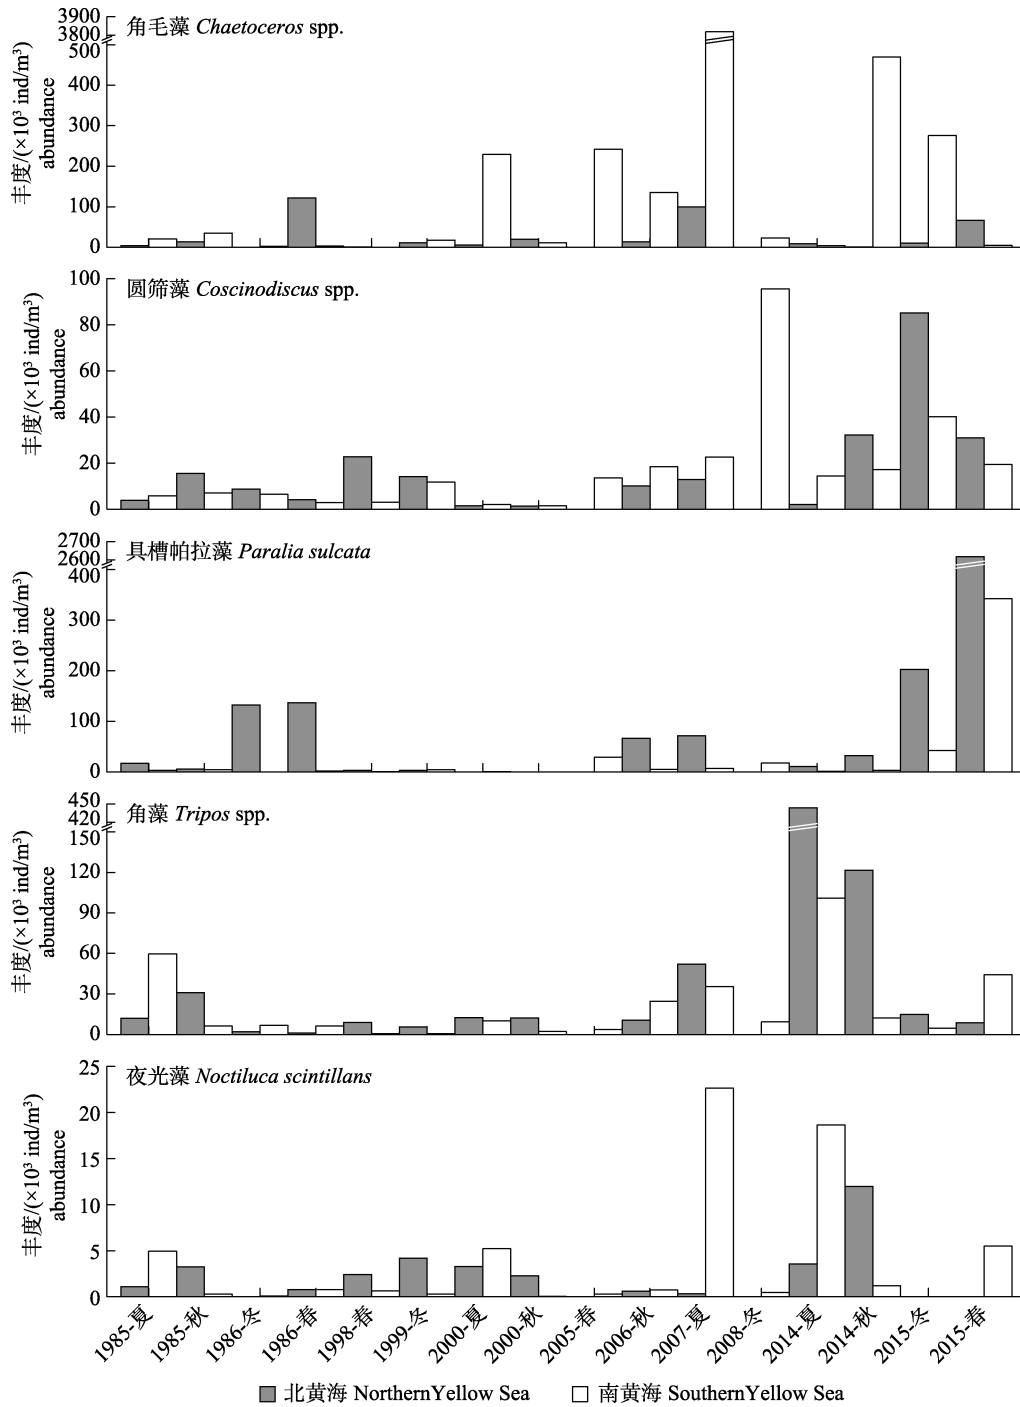 角毛藻 Chaetoceros spp.
丰度/(×10³ ind/m³)
abundance
3900
3800
500
400
300
200
100
0
圆筛藻 Coscinodiscus spp.
丰度/(×10³ ind/m³)
abundance
100
80
60
40
20
0
具槽帕拉藻 Paralia sulcata
丰度/(×10³ ind/m³)
abundance
2700
2600
400
300
200
100
0
角藻 Tripos spp.
丰度/(×10³ ind/m³)
abundance
450
420
150
120
90
60
30
0
夜光藻 Noctiluca scintillans
丰度/(×10³ ind/m³)
abundance
25
20
15
10
5
0
1985-夏
1985-秋
1986-冬
1986-春
1998-春
1999-冬
2000-夏
2000-秋
2005-春
2006-秋
2007-夏
2008-冬
2014-夏
2014-秋
2015-冬
2015-春
北黄海 NorthernYellow Sea
南黄海 SouthernYellow Sea